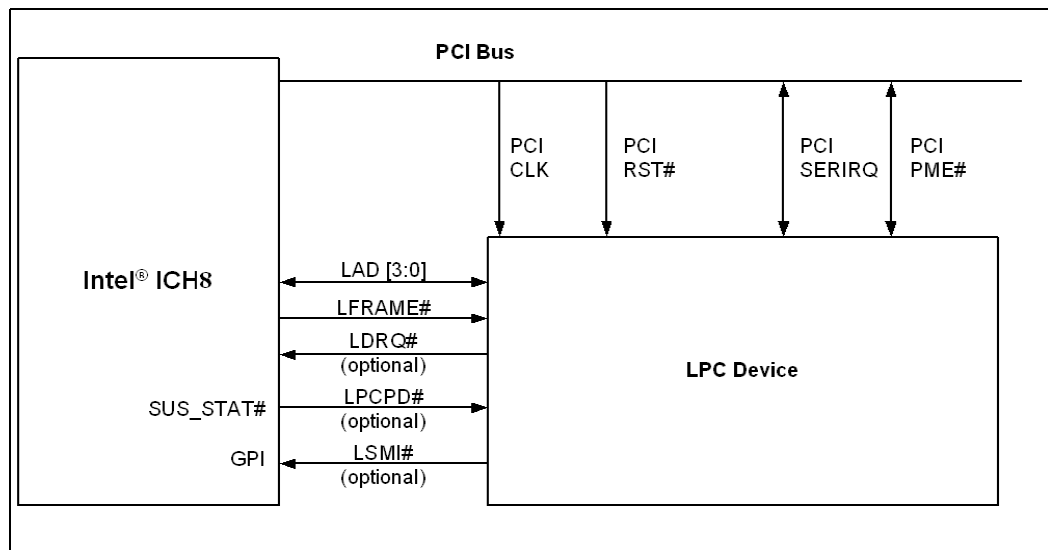 PCI Bus
PCI
CLK
PCI
RST#
PCI
SERIRQ
PCI
PME#
Intel® ICH8
LAD [3:0]
LFRAME#
LDRQ#
(optional)
LPC Device
SUS_STAT#
LPCPD#
(optional)
GPI
LSMI#
(optional)